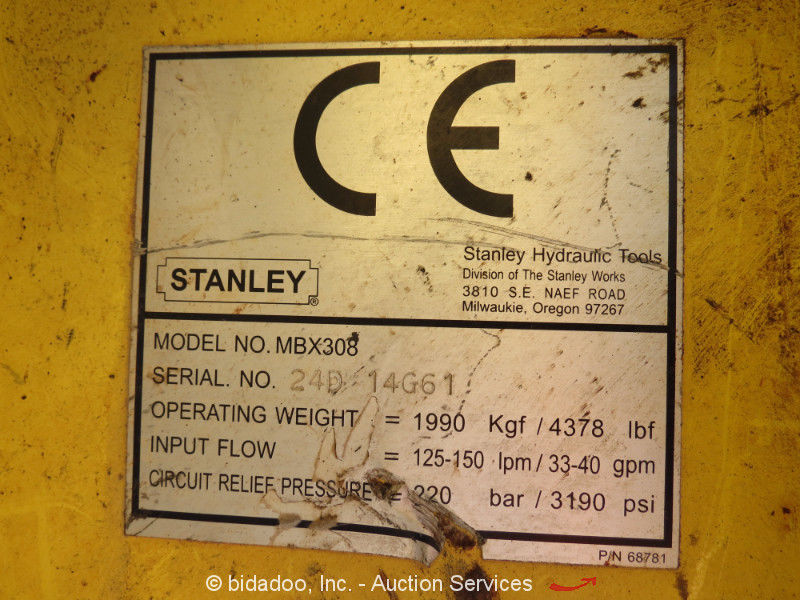 CE
STANLEY®
Stanley Hydraulic Tools
Division of The Stanley Works
3810 S.E. NAEF ROAD
Milwaukie, Oregon 97267
MODEL NO. MBX308
SERIAL. NO. 24D 14G61
OPERATING WEIGHT = 1990 Kgf / 4378 lbf
INPUT FLOW = 125-150 lpm / 33-40 gpm
CIRCUIT RELIEF PRESSURE = 220 bar / 3190 psi
P/N 68781
© bidadoo, Inc. - Auction Services